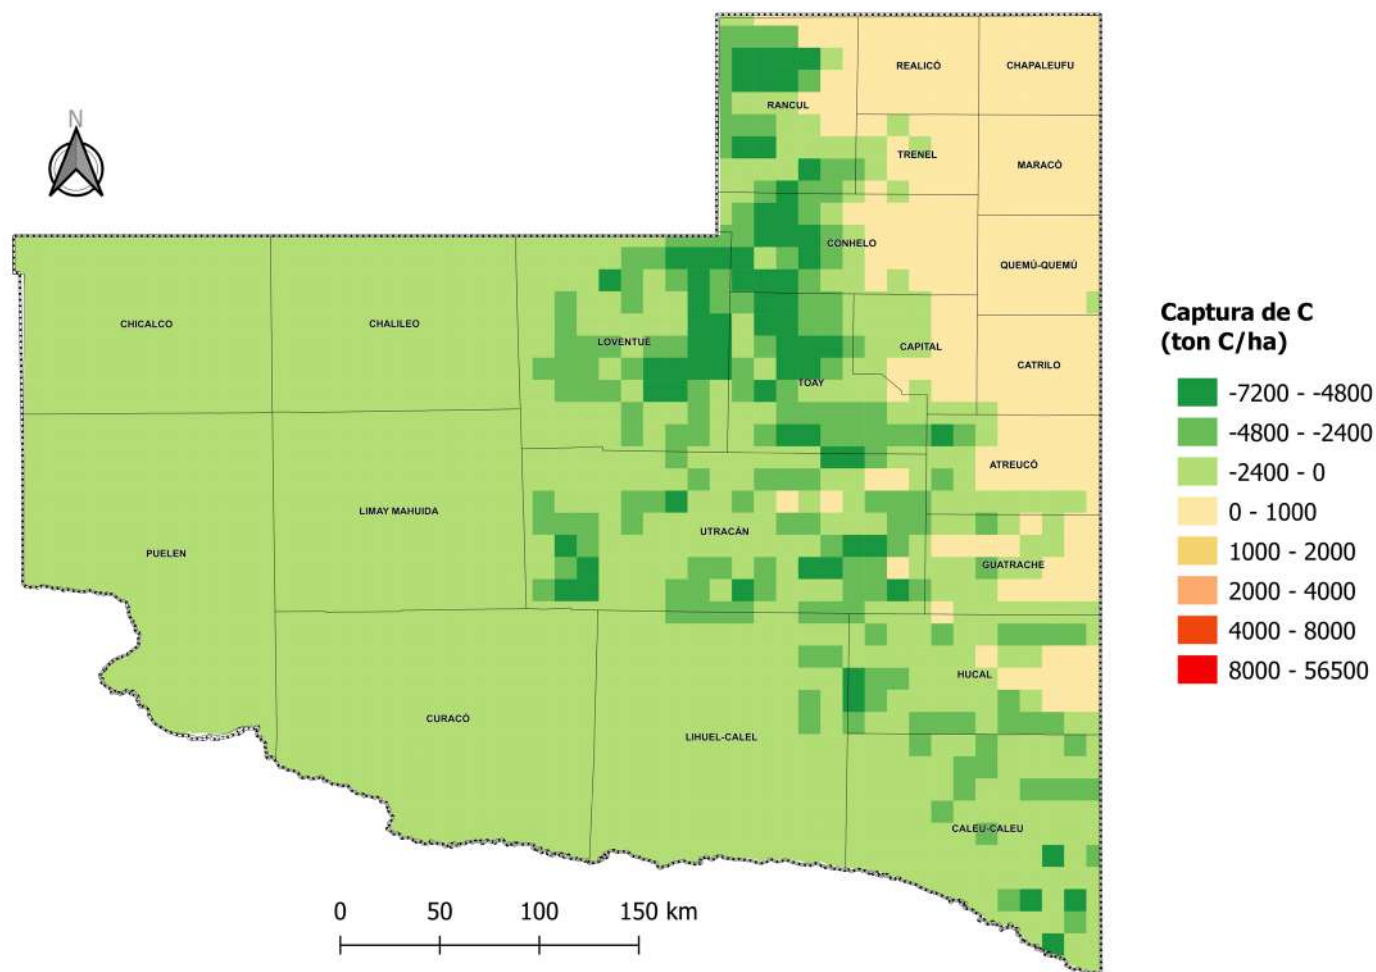 N
REALICÓ
CHAPALEUFU
RANCUL
TRENEL
MARACÓ
CONHELO
QUEMÚ-QUEMÚ
CHICALCO
CHALILEO
LOVENTUÉ
CAPITAL
CATRILO
TOAY
ATREUCÓ
LIMAY MAHUIDA
UTRACÁN
PUELEN
GUATRACHE
HUCAL
CURACÓ
LIHUEL-CALEL
CALEU-CALEU
0 50 100 150 km
Captura de C
(ton C/ha)
-7200 - -4800
-4800 - -2400
-2400 - 0
0 - 1000
1000 - 2000
2000 - 4000
4000 - 8000
8000 - 56500